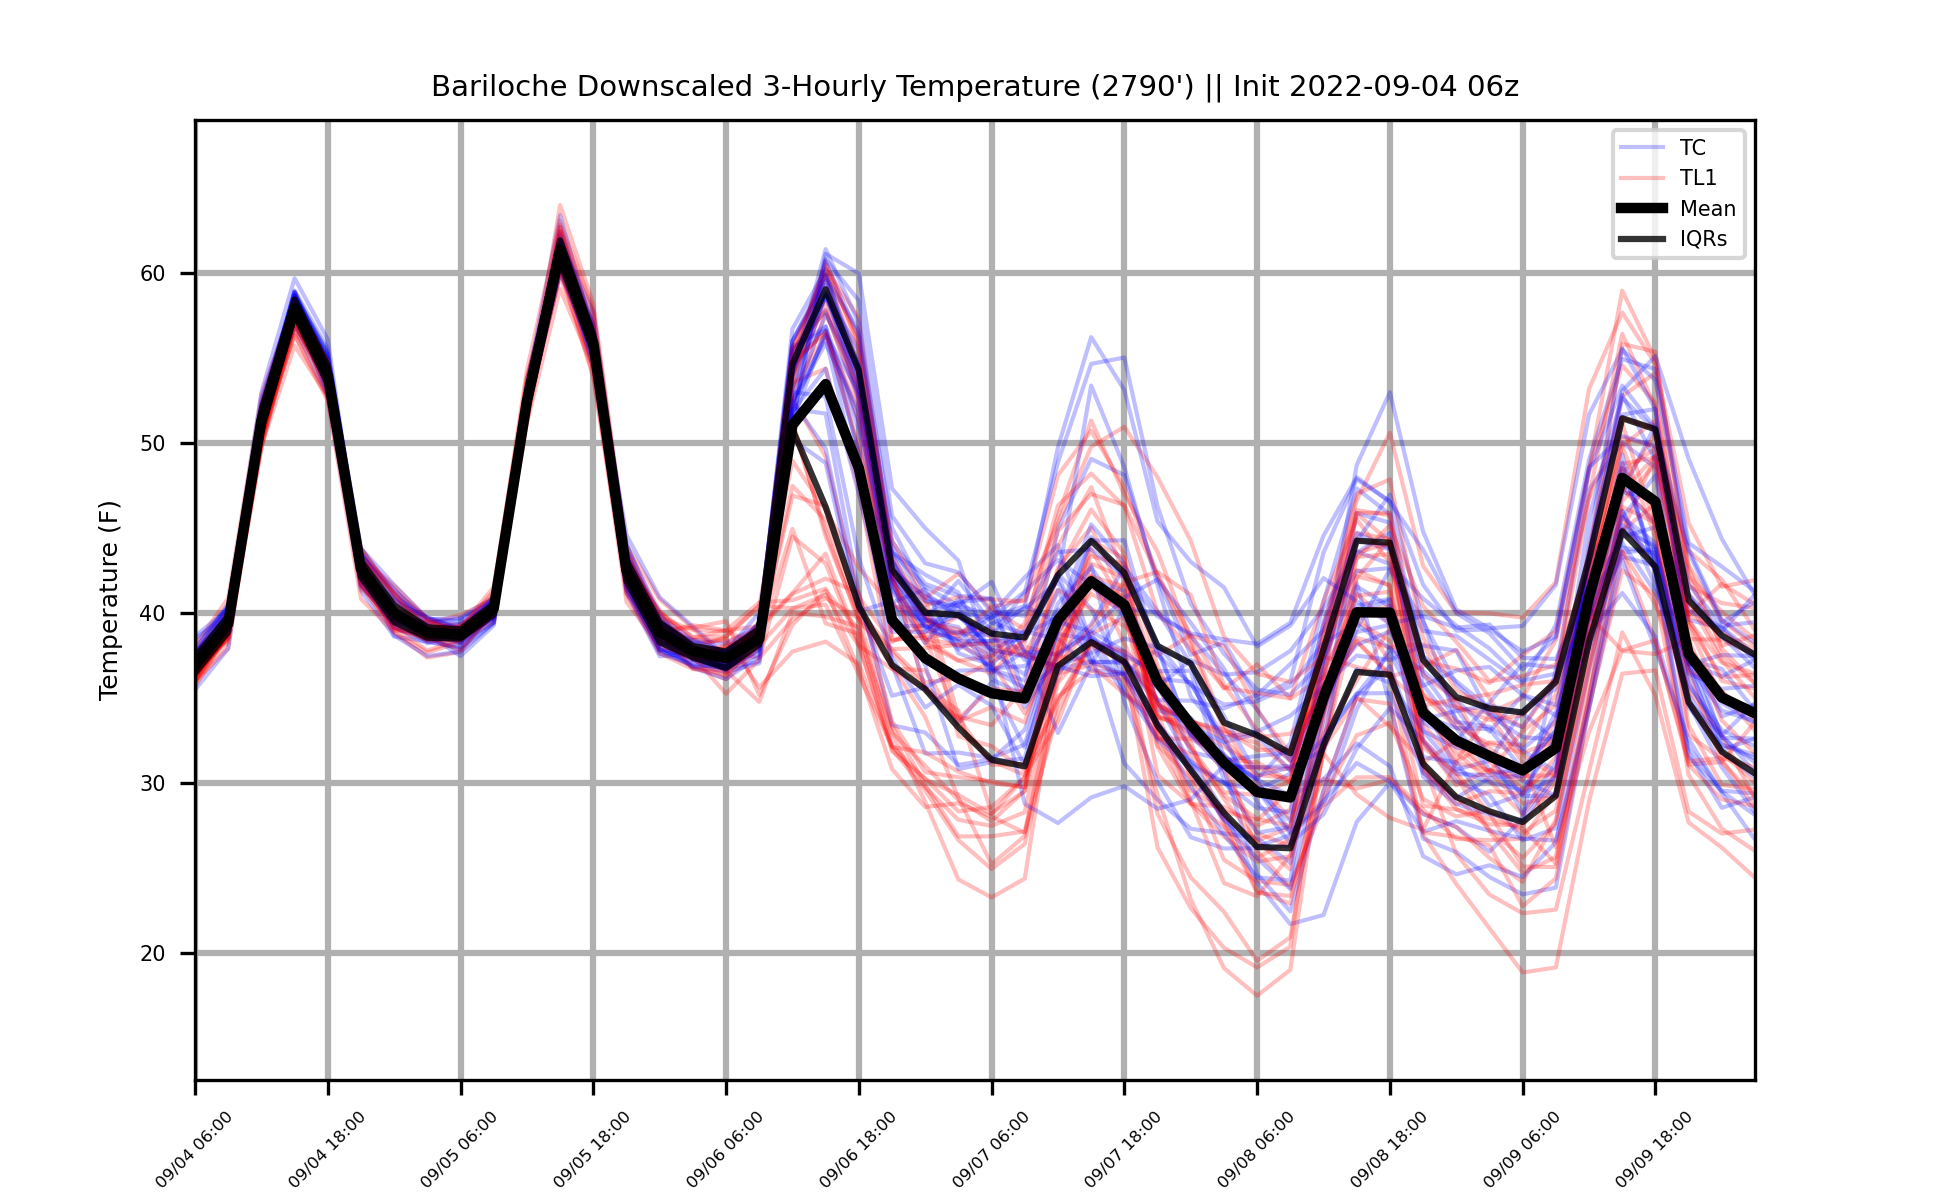 Bariloche Downscaled 3-Hourly Temperature (2790') || Init 2022-09-04 06z
TC
TL1
Mean
IQRs
Temperature (F)
60
50
40
30
20
09/04 06:00
09/04 18:00
09/05 06:00
09/05 18:00
09/06 06:00
09/06 18:00
09/07 06:00
09/07 18:00
09/08 06:00
09/08 18:00
09/09 06:00
09/09 18:00